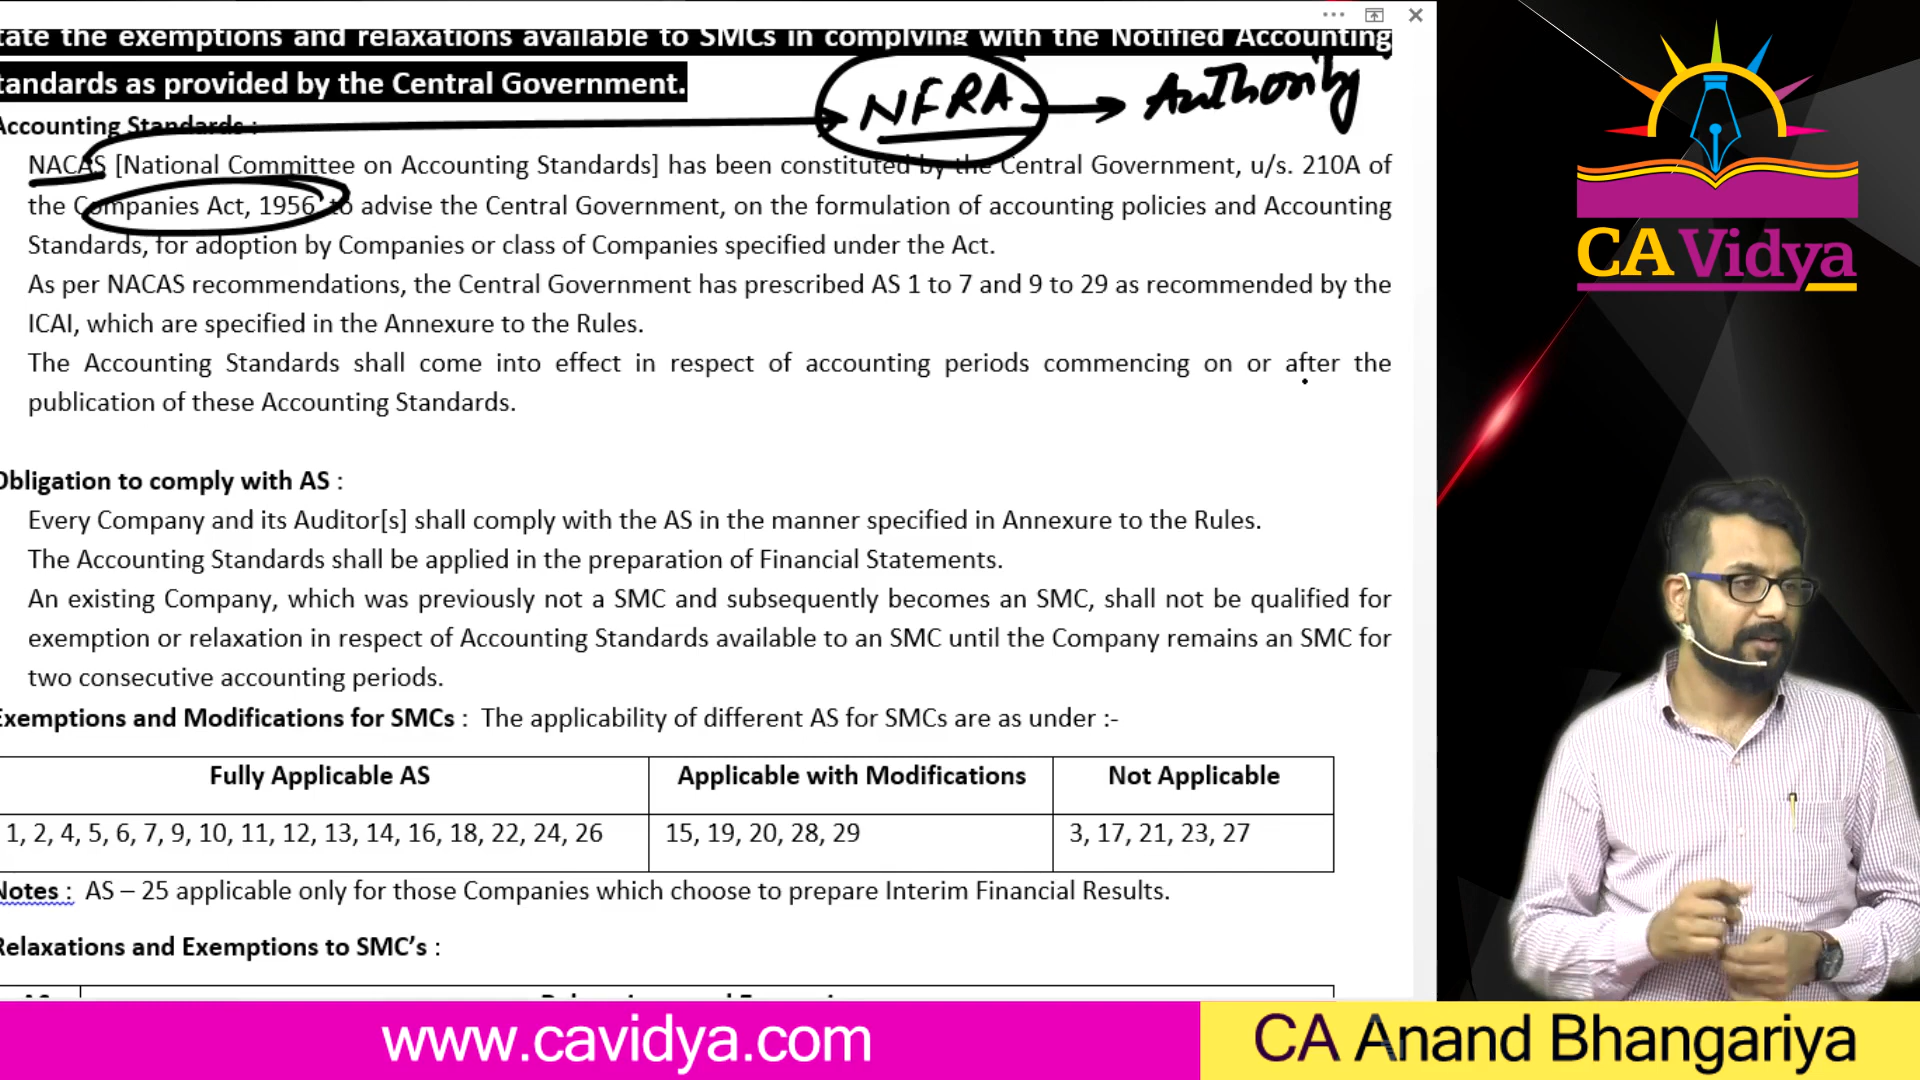 tate the exemptions and relaxations available to SMCs in complying with the Notified Accounting
tandards as provided by the Central Government.
NFRA → Authority
Accounting Standards :
NACAS [National Committee on Accounting Standards] has been constituted by the Central Government, u/s. 210A of
the Companies Act, 1956 to advise the Central Government, on the formulation of accounting policies and Accounting
Standards, for adoption by Companies or class of Companies specified under the Act.
As per NACAS recommendations, the Central Government has prescribed AS 1 to 7 and 9 to 29 as recommended by the
ICAI, which are specified in the Annexure to the Rules.
The Accounting Standards shall come into effect in respect of accounting periods commencing on or after the
publication of these Accounting Standards.
Obligation to comply with AS :
Every Company and its Auditor[s] shall comply with the AS in the manner specified in Annexure to the Rules.
The Accounting Standards shall be applied in the preparation of Financial Statements.
An existing Company, which was previously not a SMC and subsequently becomes an SMC, shall not be qualified for
exemption or relaxation in respect of Accounting Standards available to an SMC until the Company remains an SMC for
two consecutive accounting periods.
Exemptions and Modifications for SMCs : The applicability of different AS for SMCs are as under :-
Fully Applicable AS Applicable with Modifications Not Applicable
1, 2, 4, 5, 6, 7, 9, 10, 11, 12, 13, 14, 16, 18, 22, 24, 26 15, 19, 20, 28, 29 3, 17, 21, 23, 27
Notes : AS – 25 applicable only for those Companies which choose to prepare Interim Financial Results.
Relaxations and Exemptions to SMC's :
CA Vidya
www.cavidya.com
CA Anand Bhangariya